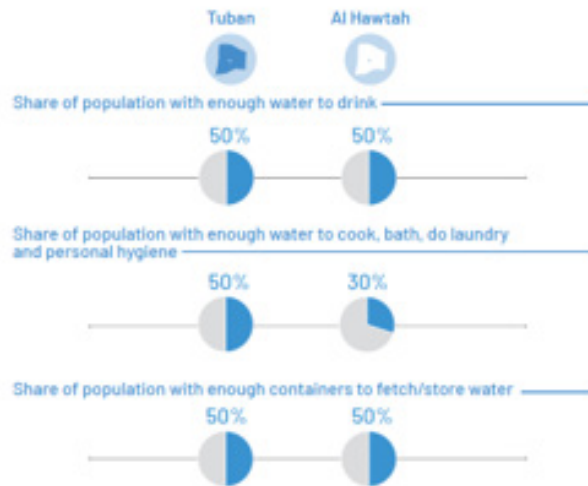 Tuban Al Hawtah
Share of population with enough water to drink
50% 50%
Share of population with enough water to cook, bath, do laundry
and personal hygiene
50% 30%
Share of population with enough containers to fetch/store water
50% 50%